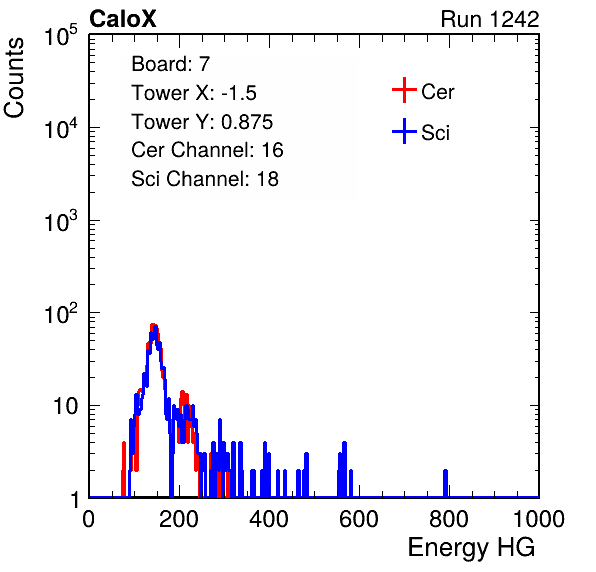 CaloX Run 1242
Board: 7
Tower X: -1.5
Tower Y: 0.875
Cer Channel: 16
Sci Channel: 18
Cer
Sci
Counts
10^5
10^4
10^3
10^2
10
1
0 200 400 600 800 1000
Energy HG